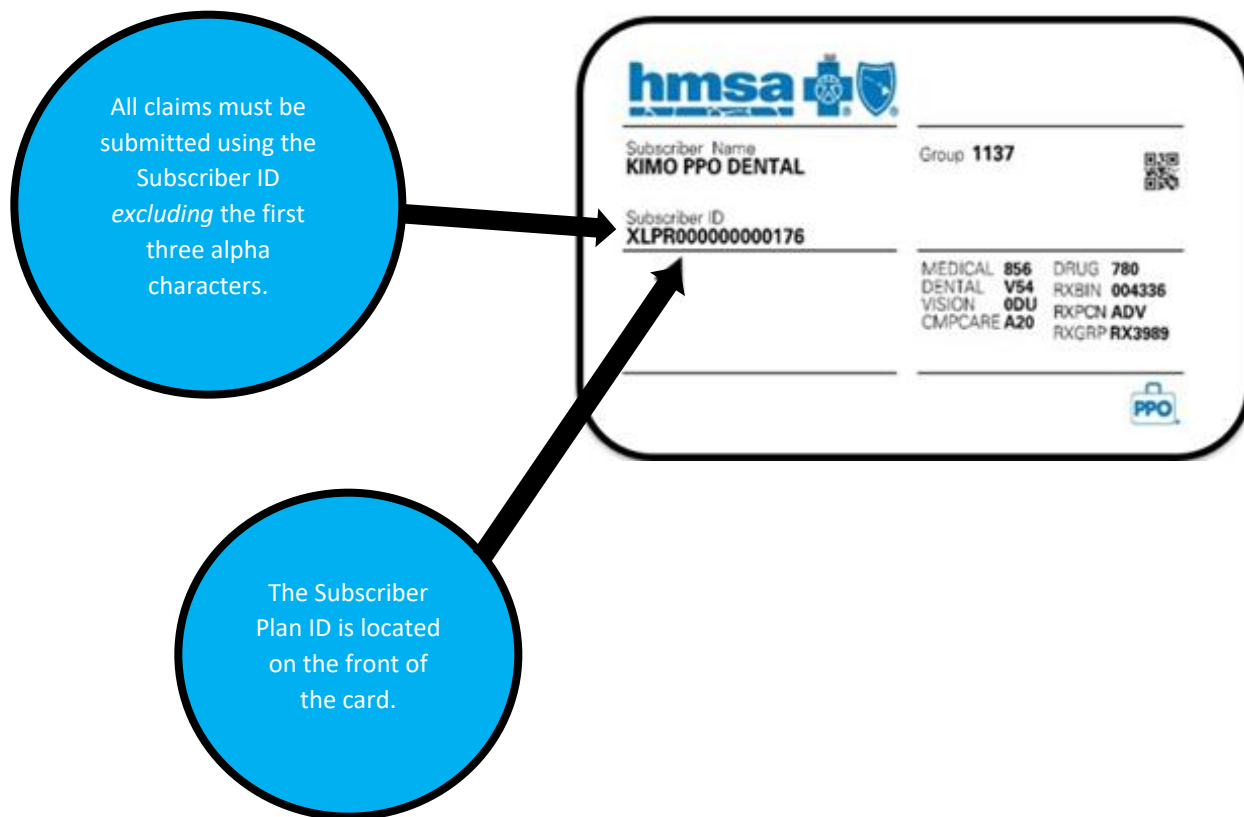 All claims must be
submitted using the
Subscriber ID
excluding the first
three alpha
characters.
hmsa
Subscriber Name
KIMO PPO DENTAL
Group 1137
Subscriber ID
XLPR000000000176
MEDICAL 856 DRUG 780
DENTAL V54 RXBIN 004336
VISION 0DU RXPCN ADV
CMPCARE A20 RXGRP RX3989
PPO
The Subscriber
Plan ID is located
on the front of
the card.